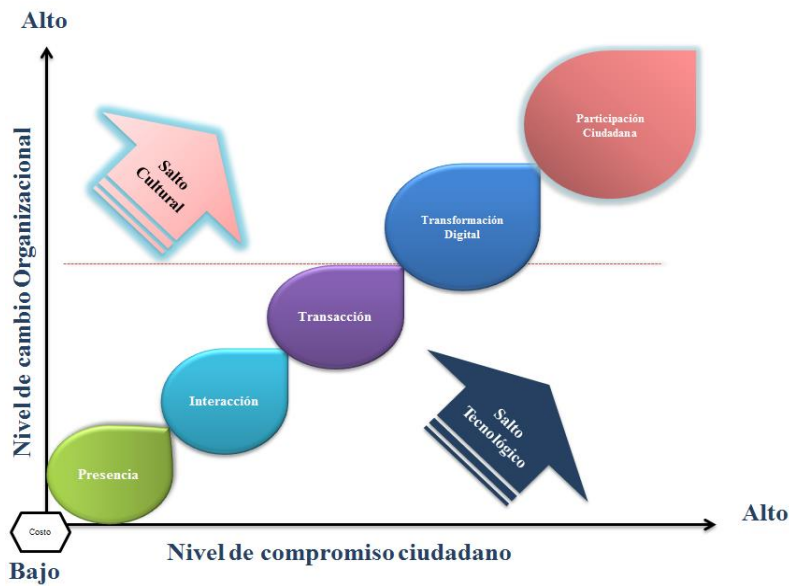 Alto
Nivel de cambio Organizacional
Salto
Cultural
Participación
Ciudadana
Transformación
Digital
Transacción
Interacción
Presencia
Salto
Tecnológico
Costo
Bajo
Nivel de compromiso ciudadano
Alto